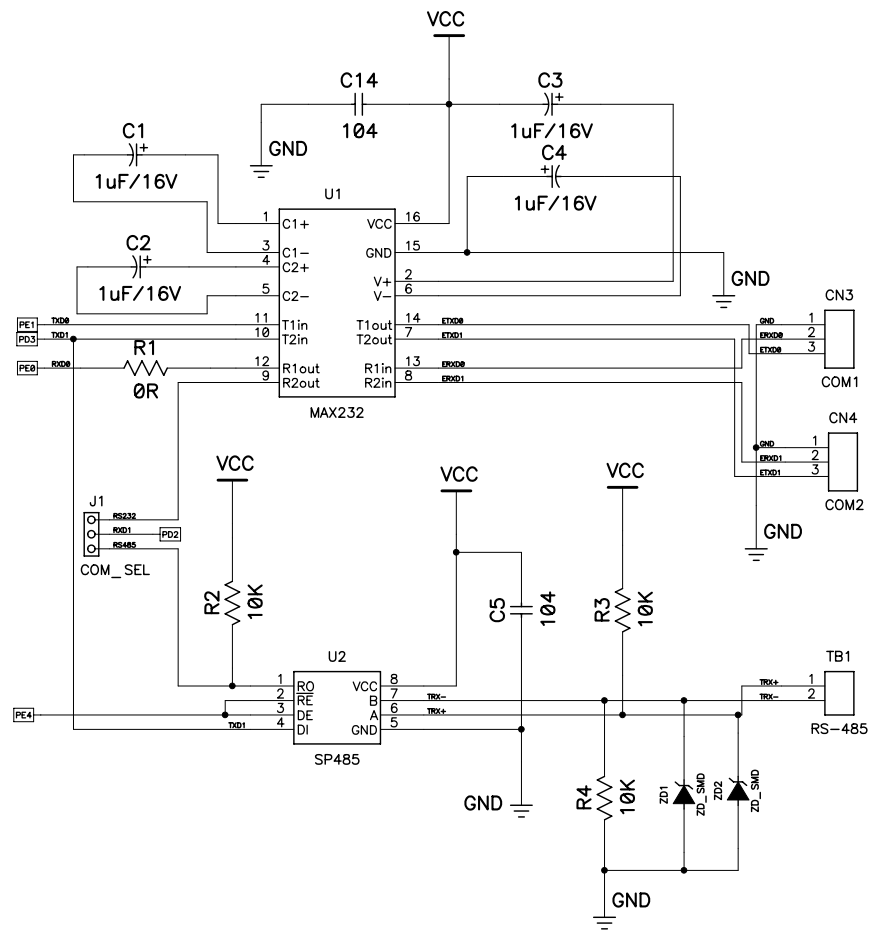 VCC
C14
104
GND
C3
1uF/16V
C4
1uF/16V
C1
1uF/16V
C2
1uF/16V
U1
1 C1+ VCC 16
3 C1- GND 15
4 C2+ V+ 2
5 C2- V- 6
11 T1in T1out 14
10 T2in T2out 7
12 R1out R1in 13
9 R2out R2in 8
MAX232
GND
PE1 TXD0
PD3 TXD1
PE0 RXD0
R1
0R
ETXD0
ETXD1
ERXD0
ERXD1
CN3
GND 1
ERXD0 2
ETXD0 3
COM1
CN4
GND 1
ERXD1 2
ETXD1 3
COM2
GND
J1
RS232
RXD1 PD2
RS485
COM_SEL
VCC
R2
10K
VCC
C5
104
VCC
R3
10K
U2
1 RO VCC 8
2 RE B 7 TRX-
3 DE A 6 TRX+
4 DI GND 5
SP485
PE4
TXD1
GND
TB1
TRX+ 1
TRX- 2
RS-485
R4
10K
ZD1
ZD_SMD
ZD2
ZD_SMD
GND